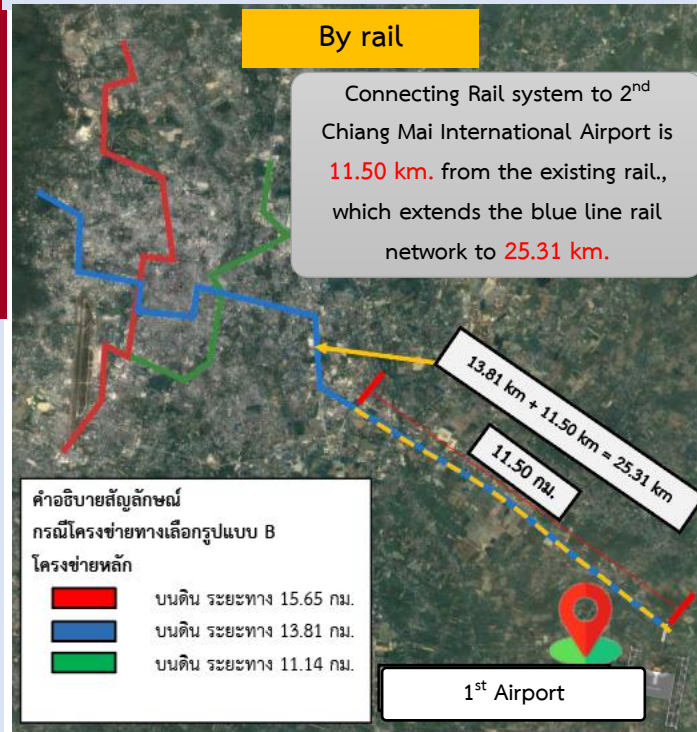 By rail
Connecting Rail system to 2nd
Chiang Mai International Airport is
11.50 km. from the existing rail.,
which extends the blue line rail
network to 25.31 km.
13.81 km + 11.50 km = 25.31 km
11.50 กม.
คำอธิบายสัญลักษณ์
กรณีโครงข่ายทางเลือกรูปแบบ B
โครงข่ายหลัก
บนดิน ระยะทาง 15.65 กม.
บนดิน ระยะทาง 13.81 กม.
บนดิน ระยะทาง 11.14 กม.
1st Airport